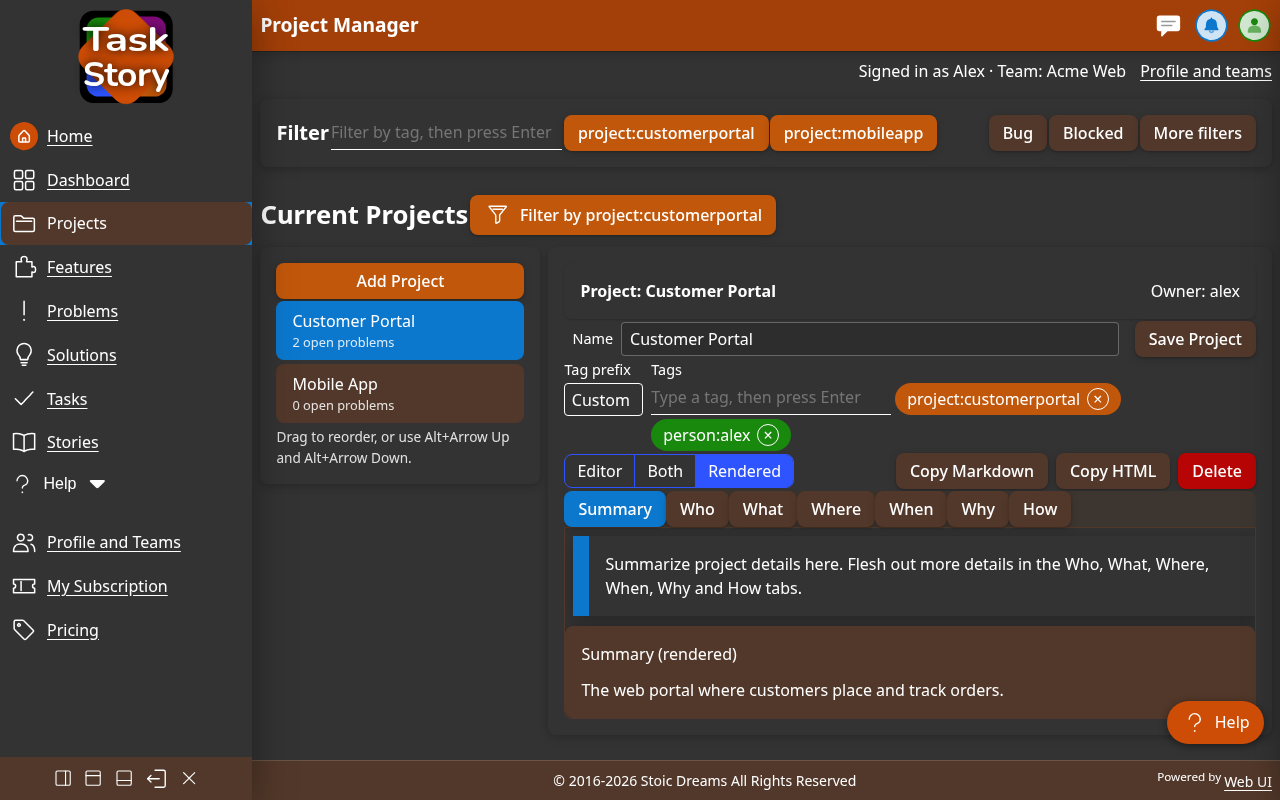 Task
Story
Home
Dashboard
Projects
Features
Problems
Solutions
Tasks
Stories
Help
Profile and Teams
My Subscription
Pricing
Project Manager
Signed in as Alex · Team: Acme Web Profile and teams
Filter Filter by tag, then press Enter project:customerportal project:mobileapp Bug Blocked More filters
Current Projects Filter by project:customerportal
Add Project
Customer Portal
2 open problems
Mobile App
0 open problems
Drag to reorder, or use Alt+Arrow Up
and Alt+Arrow Down.
Project: Customer Portal Owner: alex
Name Customer Portal Save Project
Tag prefix Tags
Custom Type a tag, then press Enter project:customerportal
person:alex
Editor Both Rendered Copy Markdown Copy HTML Delete
Summary Who What Where When Why How
Summarize project details here. Flesh out more details in the Who, What, Where,
When, Why and How tabs.
Summary (rendered)
The web portal where customers place and track orders.
Help
© 2016-2026 Stoic Dreams All Rights Reserved Powered by Web UI